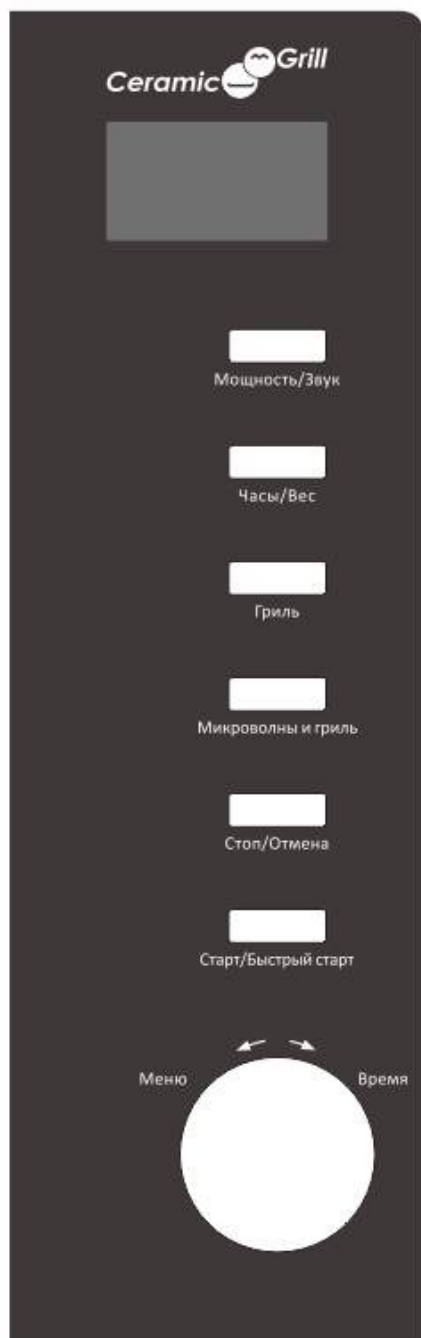 Ceramic Grill
Мощность/Звук
Часы/Вес
Гриль
Микроволны и гриль
Стоп/Отмена
Старт/Быстрый старт
Меню Время